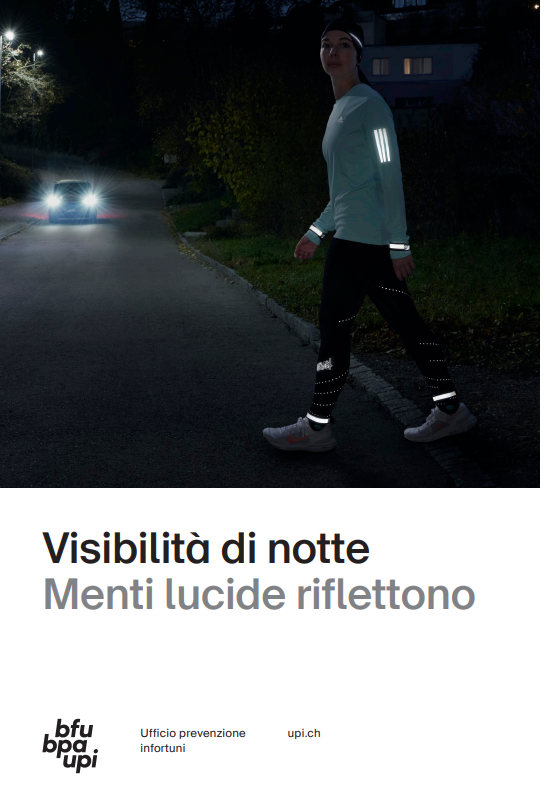 Visibilità di notte
Menti lucide riflettono
bfu
bpa
upi
Ufficio prevenzione
infortuni
upi.ch